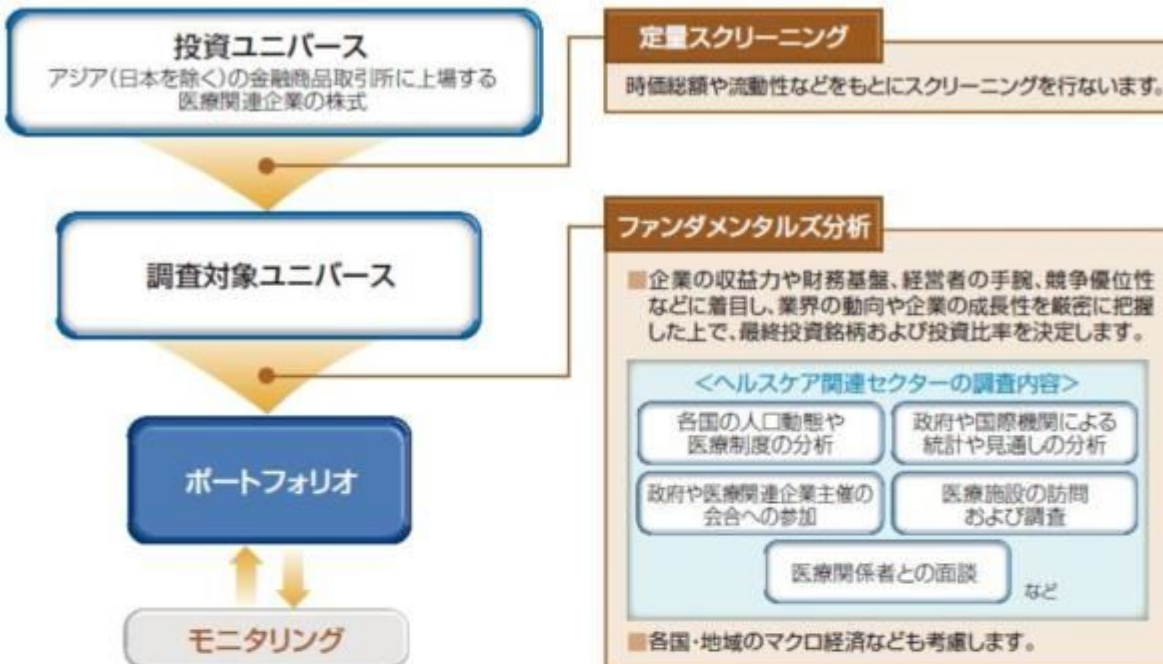 投資ユニバース
アジア(日本を除く)の金融商品取引所に上場する
医療関連企業の株式
定量スクリーニング
時価総額や流動性などをもとにスクリーニングを行ないます。
調査対象ユニバース
ファンダメンタルズ分析
■企業の収益力や財務基盤、経営者の手腕、競争優位性
などに着目し、業界の動向や企業の成長性を厳密に把握
した上で、最終投資銘柄および投資比率を決定します。
<ヘルスケア関連セクターの調査内容>
各国の人口動態や
医療制度の分析
政府や国際機関による
統計や見通しの分析
政府や医療関連企業主催の
会合への参加
医療施設の訪問
および調査
医療関係者との面談
など
■各国・地域のマクロ経済なども考慮します。
ポートフォリオ
モニタリング